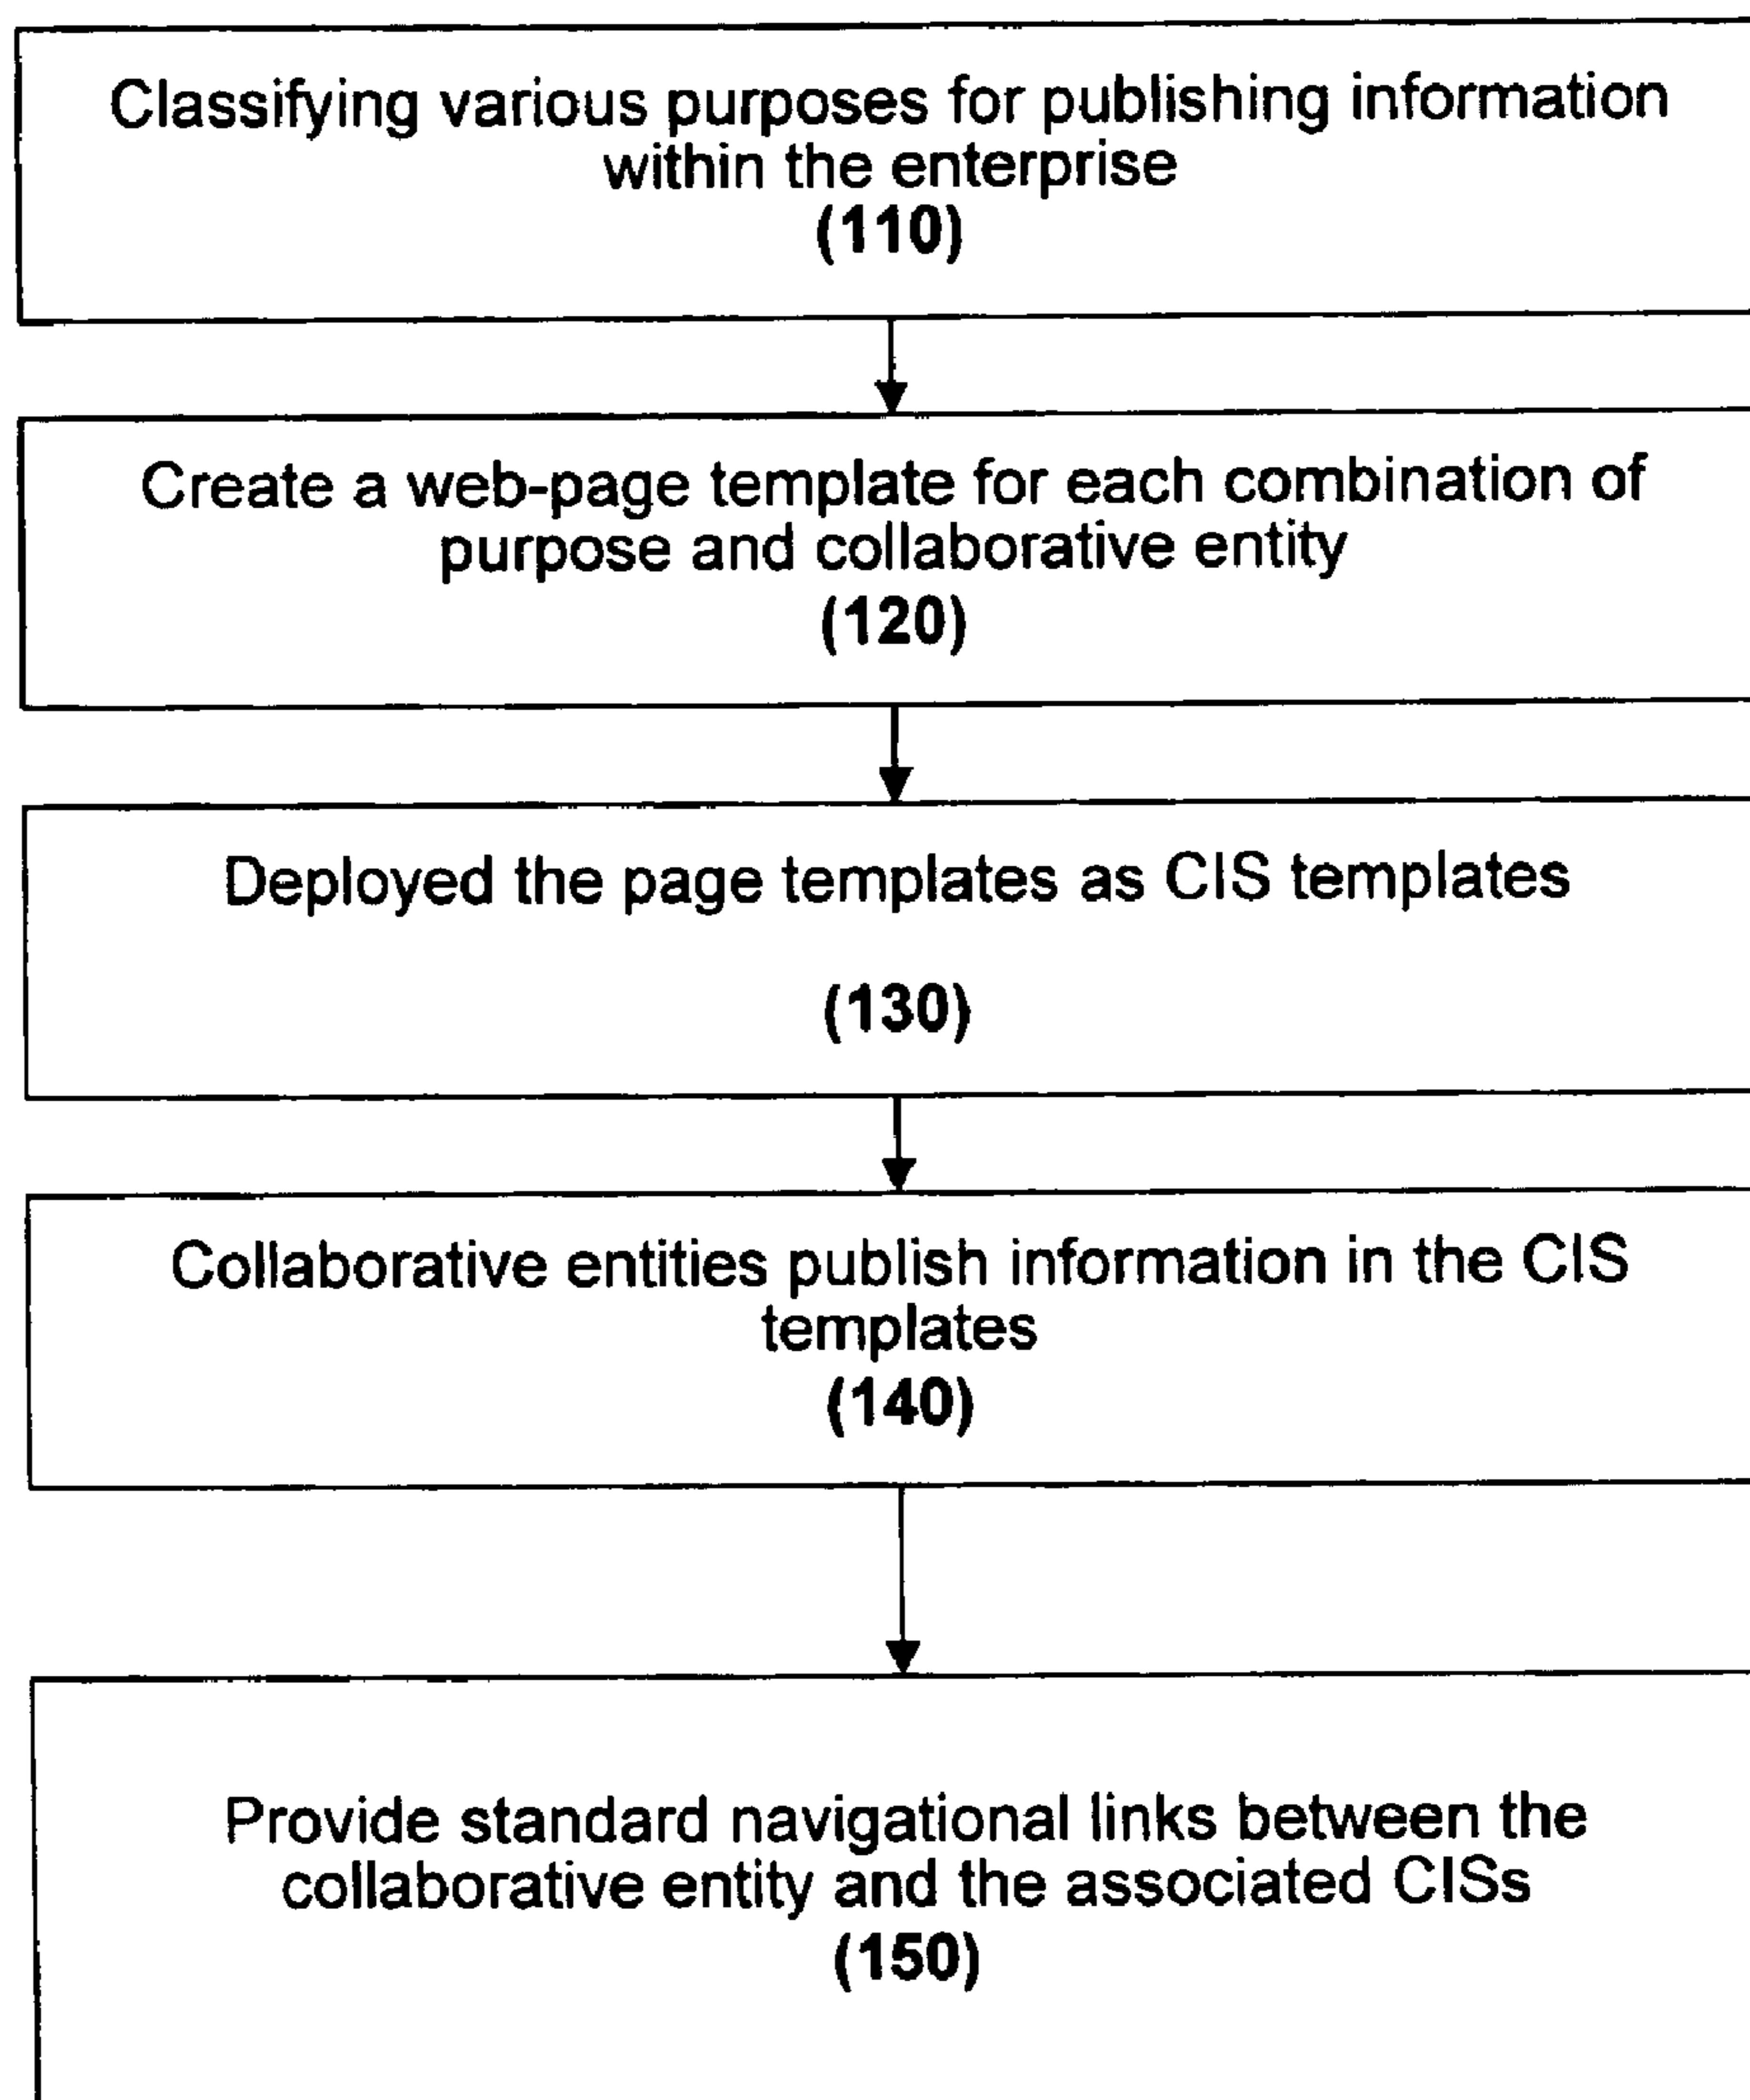 Classifying various purposes for publishing information
within the enterprise
(110)
Create a web-page template for each combination of
purpose and collaborative entity
(120)
Deployed the page templates as CIS templates
(130)
Collaborative entities publish information in the CIS
templates
(140)
Provide standard navigational links between the
collaborative entity and the associated CISs
(150)